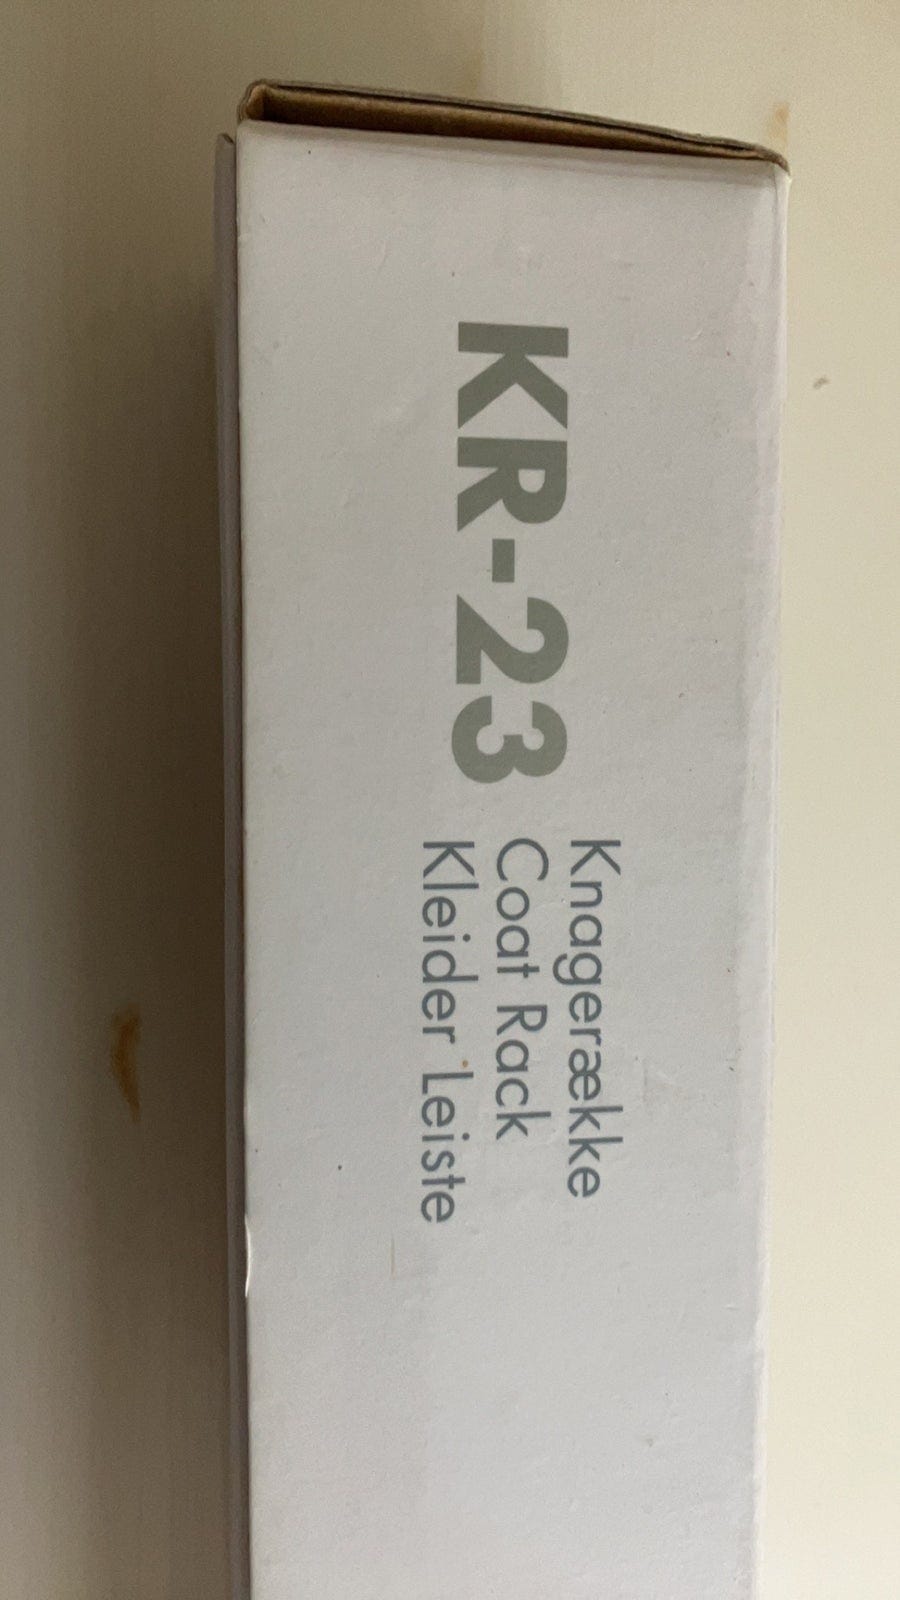 KR-23
Knagerække
Coat Rack
Kleider Leiste